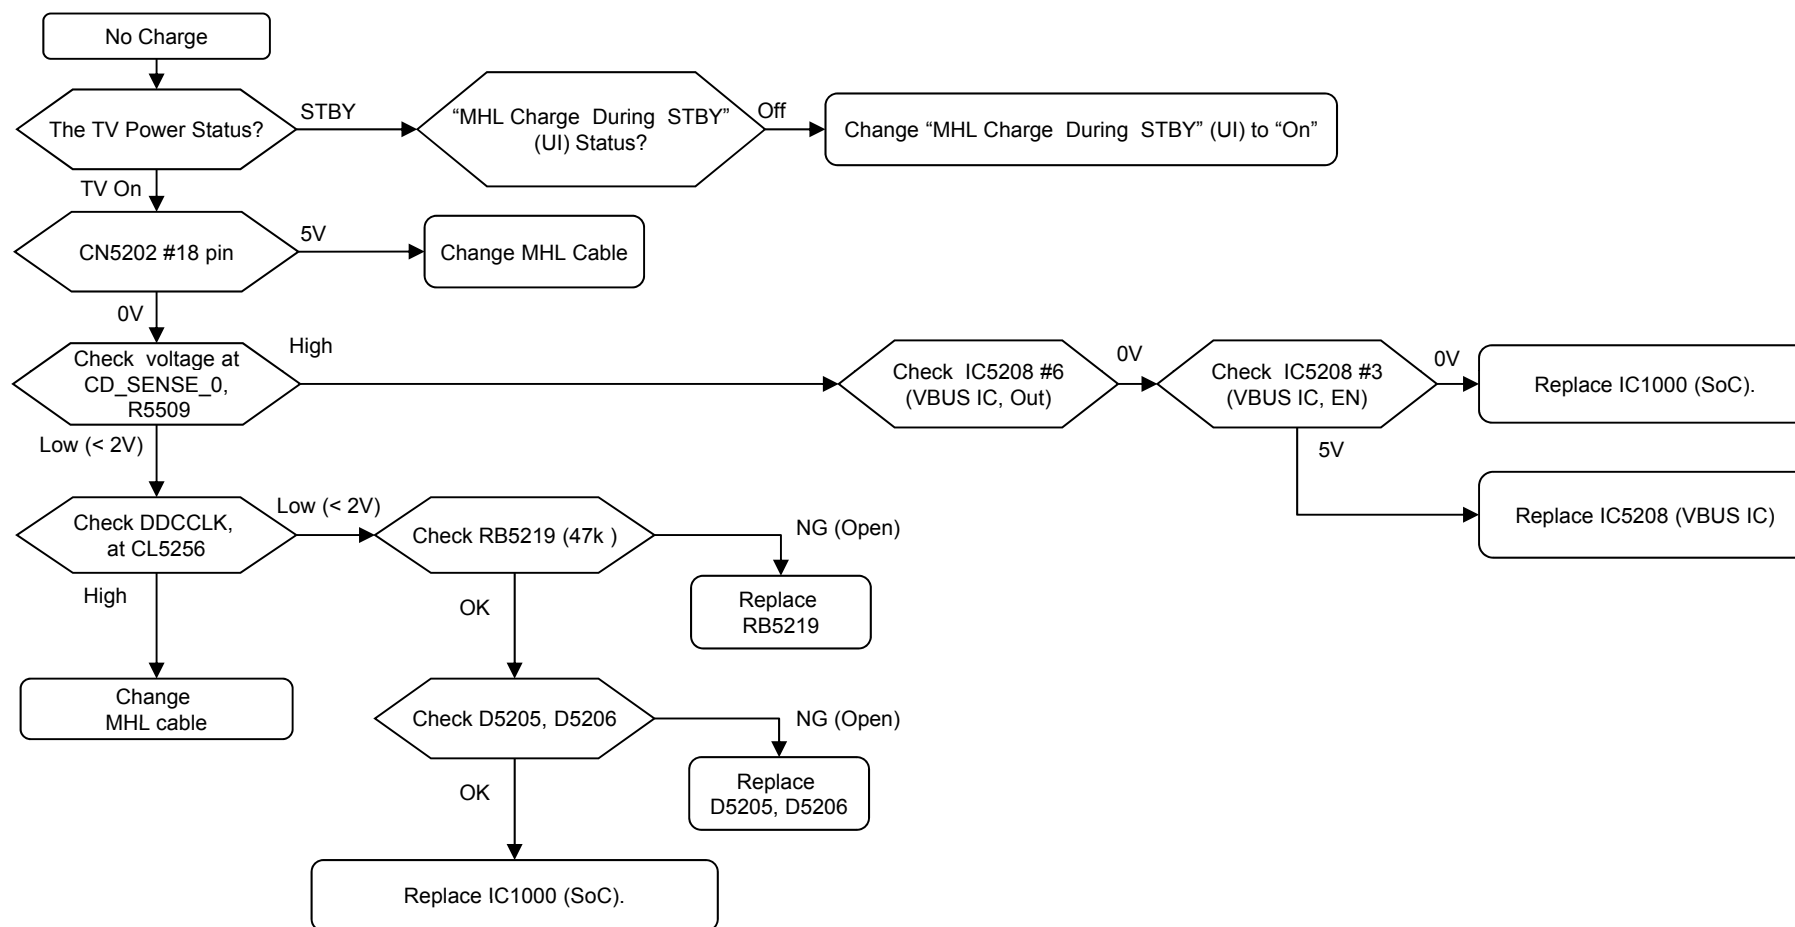 No Charge
The TV Power Status?
STBY
“MHL Charge During STBY”
(UI) Status?
Off
Change “MHL Charge During STBY” (UI) to “On”
TV On
CN5202 #18 pin
5V
Change MHL Cable
0V
Check voltage at
CD_SENSE_0,
R5509
High
Check IC5208 #6
(VBUS IC, Out)
0V
Check IC5208 #3
(VBUS IC, EN)
0V
Replace IC1000 (SoC).
5V
Replace IC5208 (VBUS IC)
Low (< 2V)
Check DDCCLK,
at CL5256
Low (< 2V)
Check RB5219 (47k )
NG (Open)
Replace
RB5219
High
Change
MHL cable
OK
Check D5205, D5206
NG (Open)
Replace
D5205, D5206
OK
Replace IC1000 (SoC).